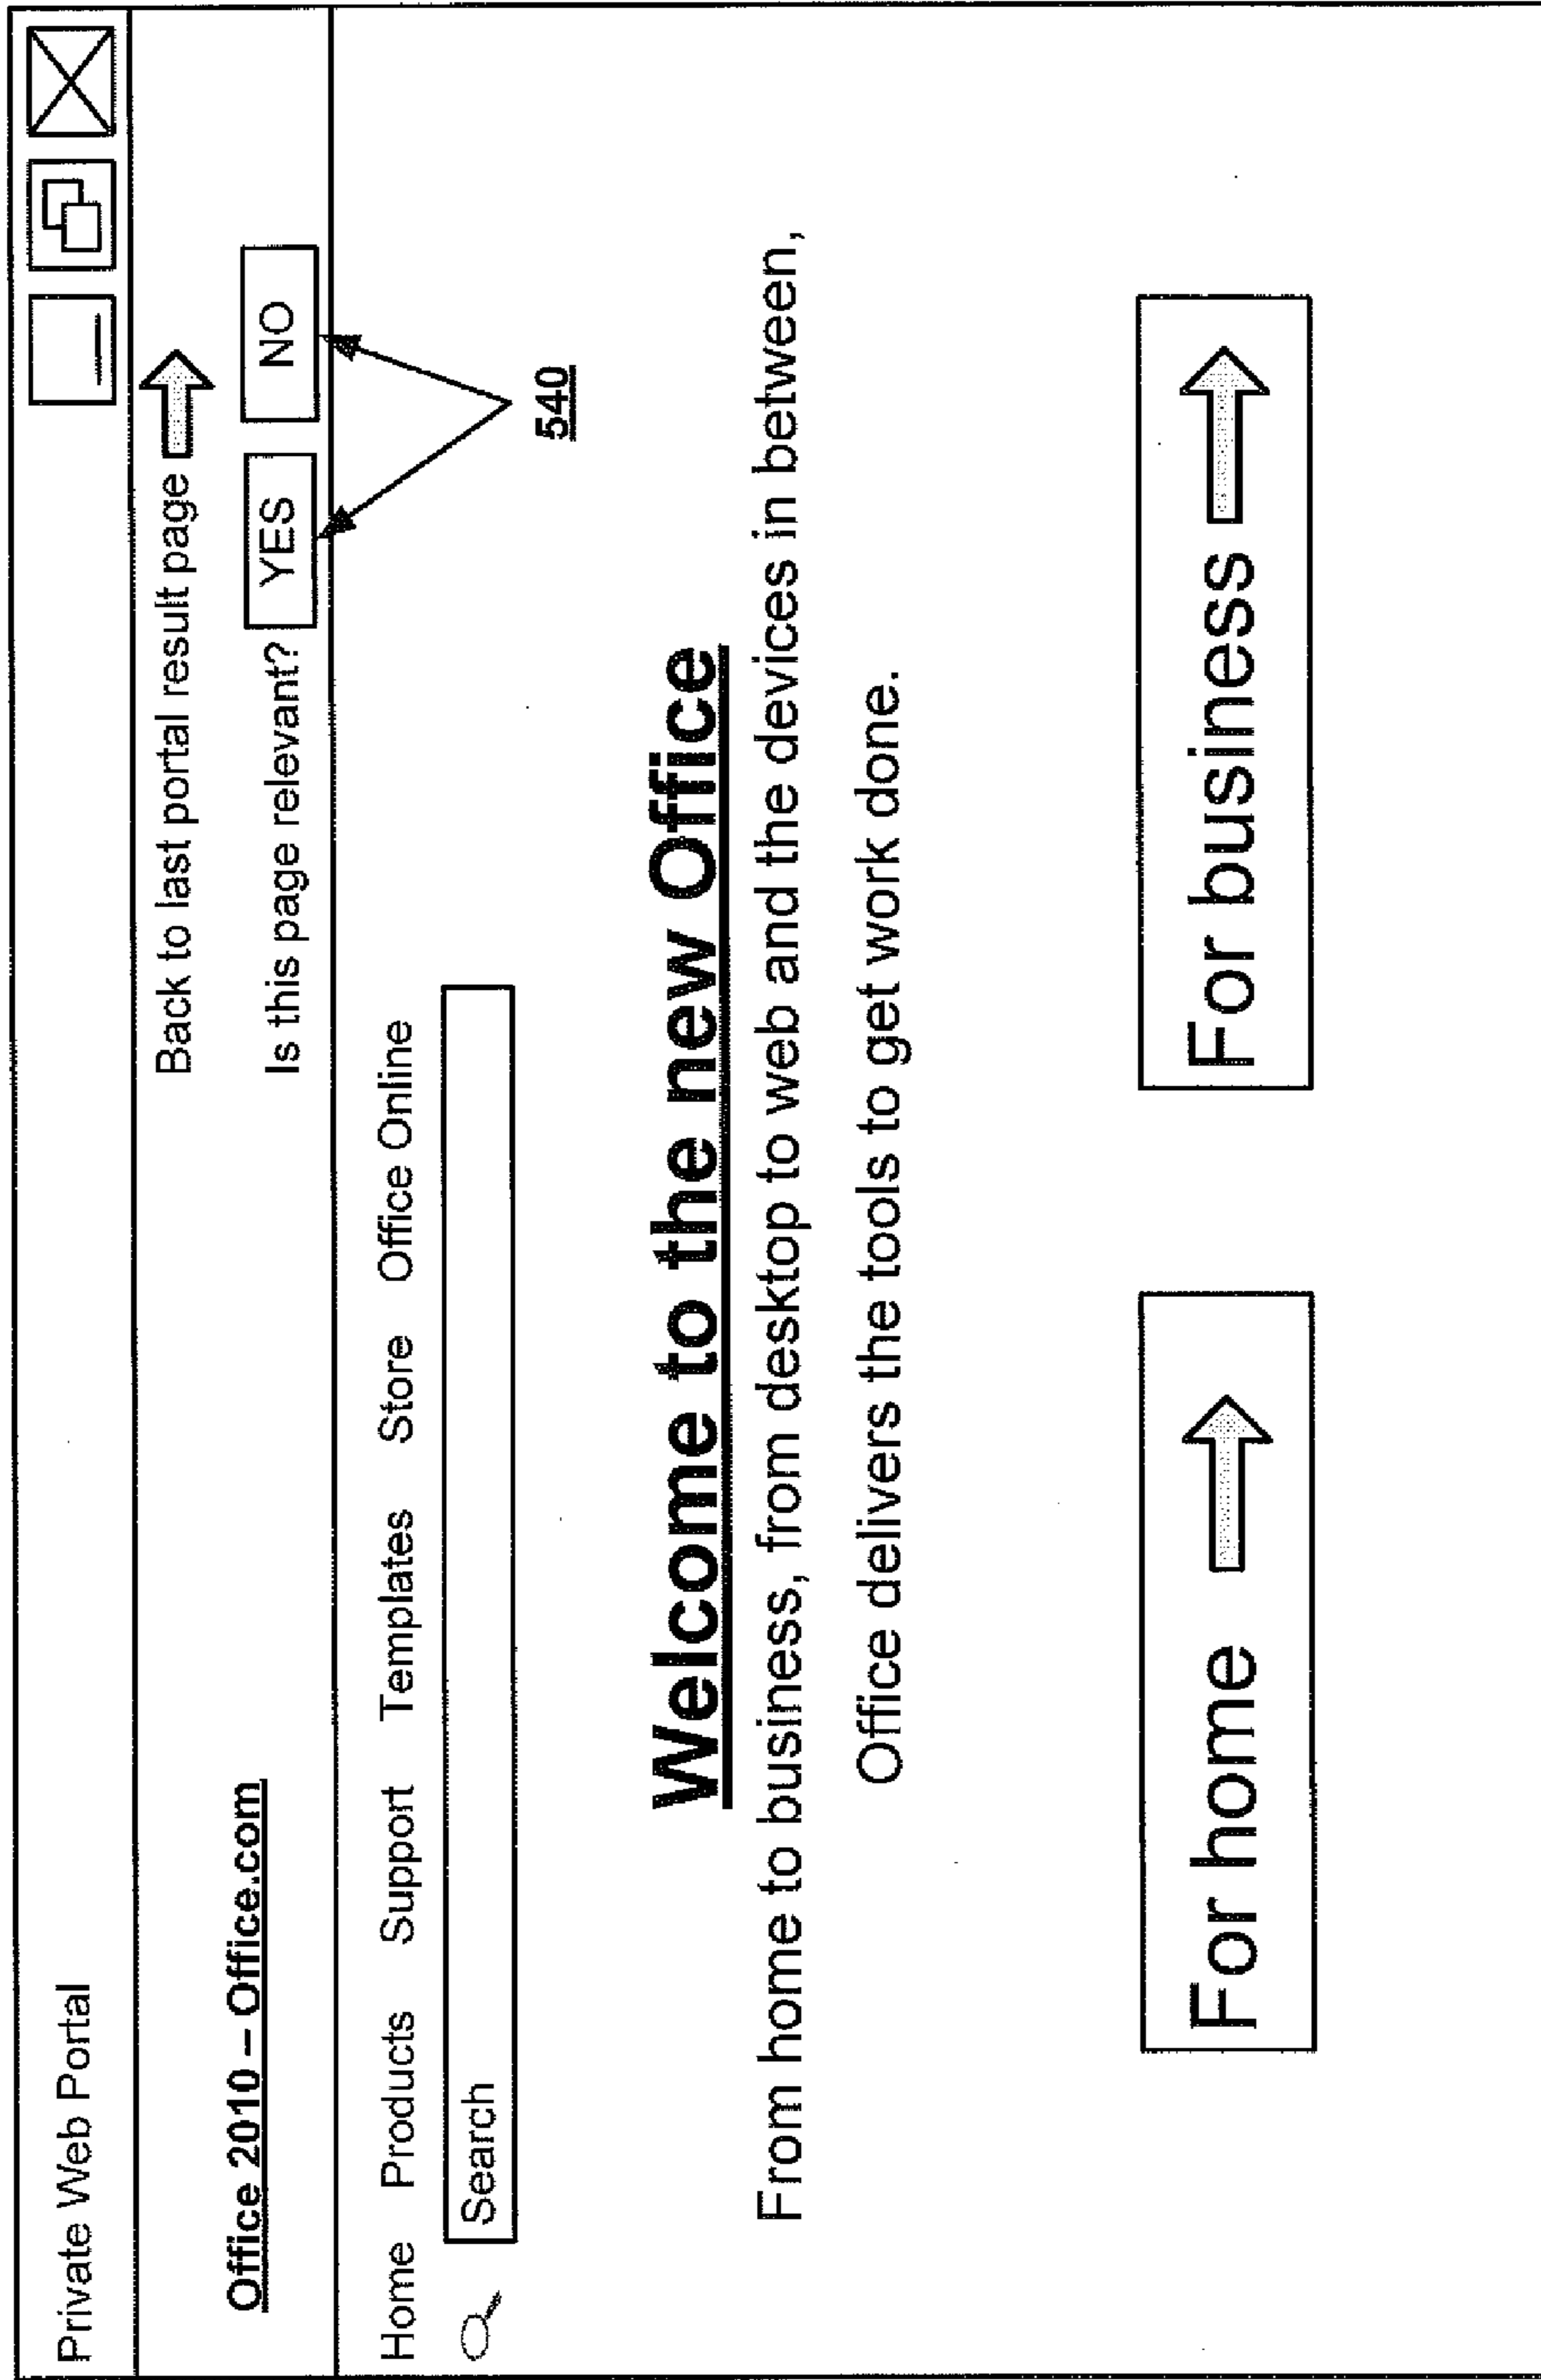 Private Web Portal
Back to last portal result page
Office 2010 – Office.com
Is this page relevant? YES NO
540
Home Products Support Templates Store Office Online
Search
Welcome to the new Office
From home to business, from desktop to web and the devices in between,
Office delivers the tools to get work done.
For home For business